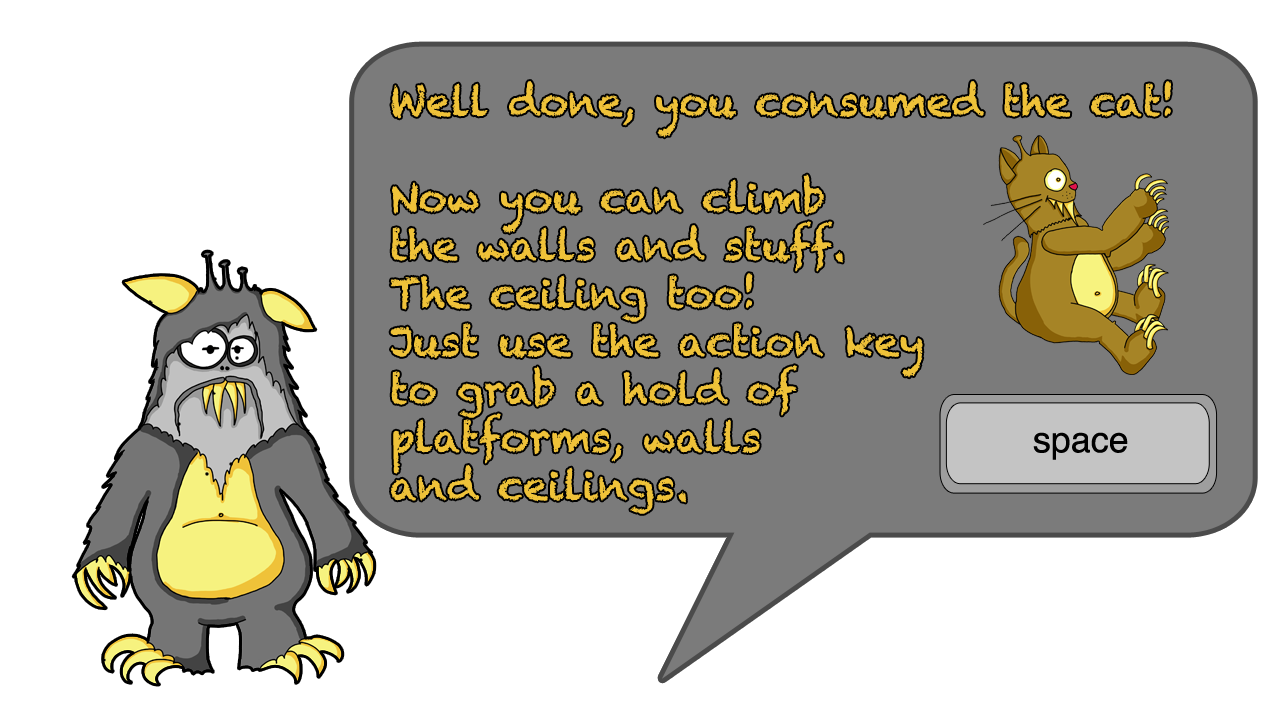 Well done, you consumed the cat!
Now you can climb
the walls and stuff.
The ceiling too!
Just use the action key
to grab a hold of
platforms, walls
and ceilings.
space